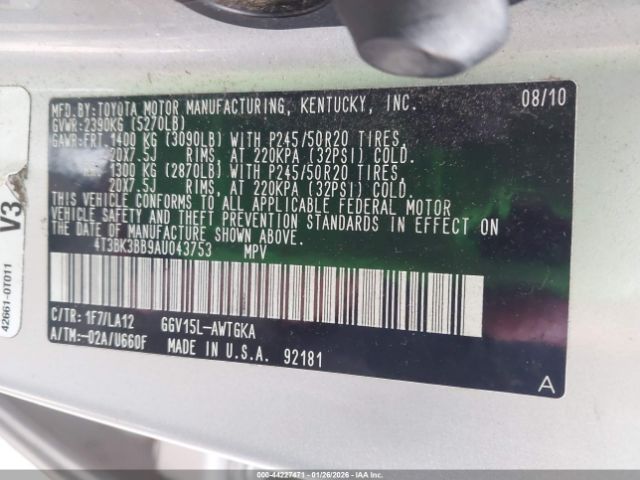 MFD.BY:TOYOTA MOTOR MANUFACTURING, KENTUCKY, INC. 08/10
GVWR:2390KG (5270LB)
GAWR:FRT.1400 KG (3090LB) WITH P245/50R20 TIRES,
20X7.5J RIMS, AT 220KPA (32PSI) COLD.
1300 KG (2870LB) WITH P245/50R20 TIRES,
20X7.5J RIMS, AT 220KPA (32PSI) COLD.
THIS VEHICLE CONFORMS TO ALL APPLICABLE FEDERAL MOTOR
VEHICLE SAFETY AND THEFT PREVENTION STANDARDS IN EFFECT ON
THE DATE OF MANUFACTURE SHOWN ABOVE.
4T3BK3BB9AU043753 MPV
C/TR: 1F7/LA12 GGV15L-AWTGKA
A/TM:-02A/U660F MADE IN U.S.A. 92181
A
42661-0T011
V3
000-44227471 - 01/26/2026 - IAAI.COM